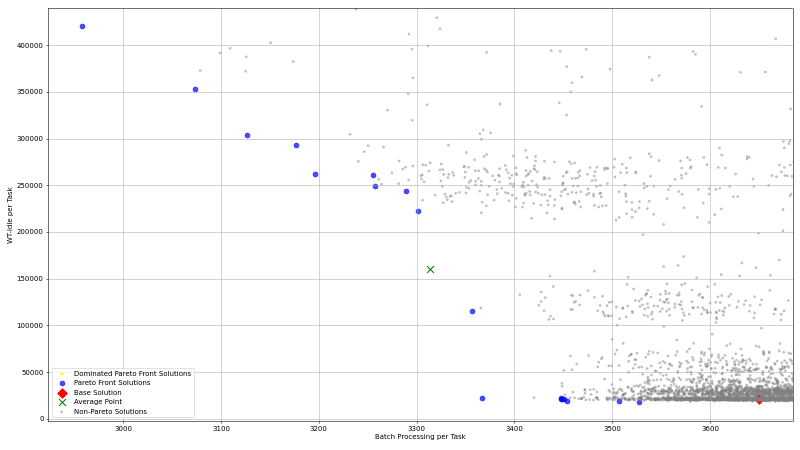 400000
350000
300000
250000
200000
150000
100000
50000
0
WT-Idle per Task
Dominated Pareto Front Solutions
Pareto Front Solutions
Base Solution
Average Point
Non-Pareto Solutions
3000 3100 3200 3300 3400 3500 3600
Batch Processing per Task